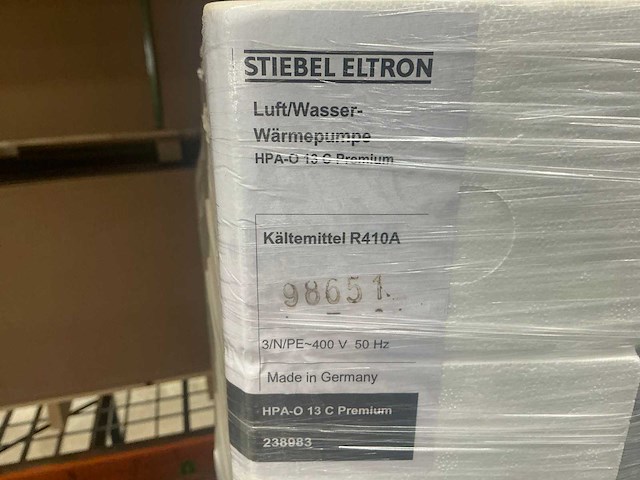 STIEBEL ELTRON
Luft/Wasser-
Wärmepumpe
HPA-O 13 C Premium
Kältemittel R410A
98651
3/N/PE~400 V 50 Hz
Made in Germany
HPA-O 13 C Premium
238983